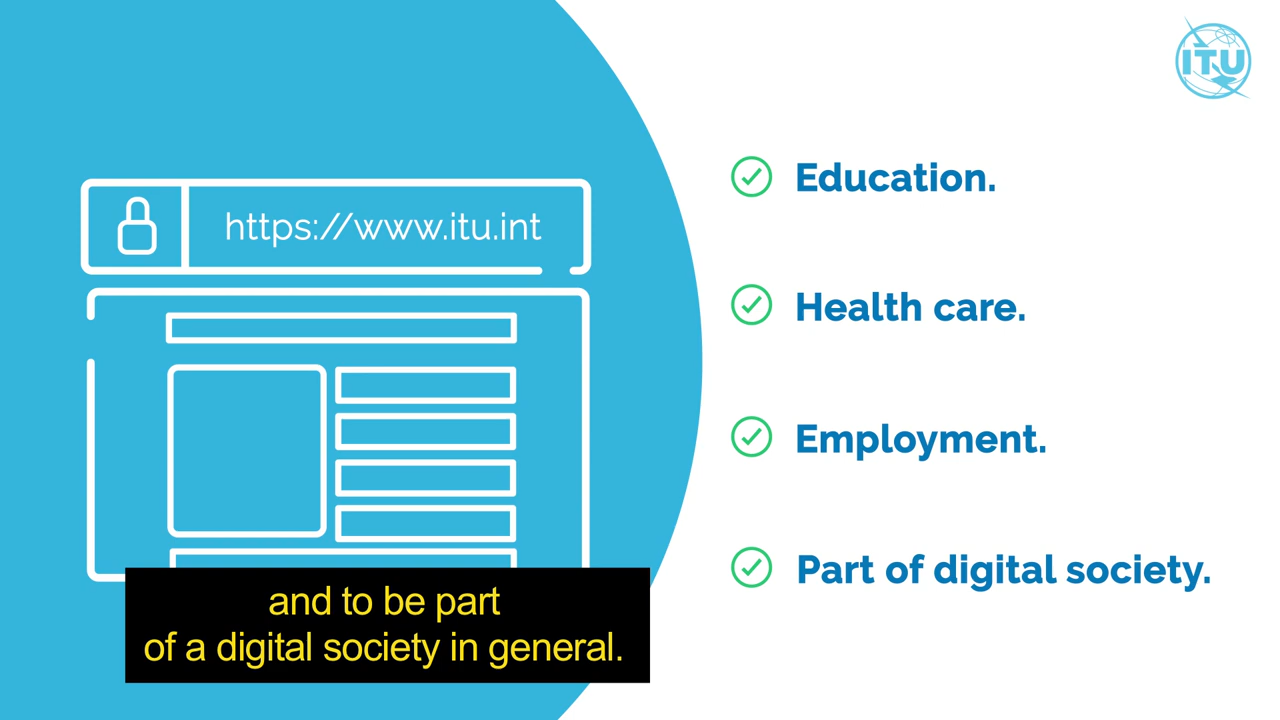 ITU
https://www.itu.int
Education.
Health care.
Employment.
Part of digital society.
and to be part
of a digital society in general.